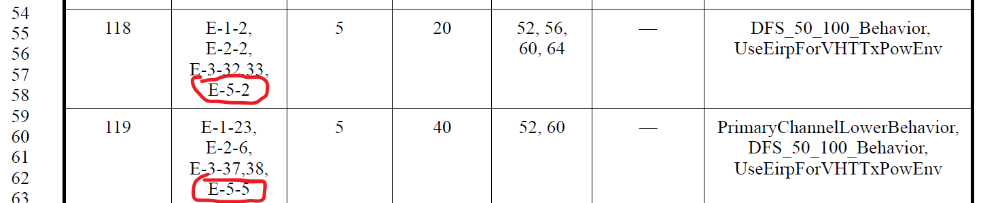 54
55
56
57
58
59
60
61
62
63
118 E-1-2, 5 20 52, 56, — DFS_50_100_Behavior,
E-2-2, 60, 64 UseEirpForVHTTxPowEnv
E-3-32,33,
E-5-2
119 E-1-23, 5 40 52, 60 — PrimaryChannelLowerBehavior,
E-2-6, DFS_50_100_Behavior,
E-3-37,38, UseEirpForVHTTxPowEnv
E-5-5